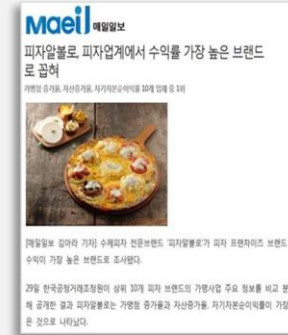 Maeil 매일일보
피자알볼로, 피자업계에서 수익률 가장 높은 브랜드
로 꼽혀
가맹점 증가율, 자산증가율, 자기자본순이익률 10개 업체 중 1위
[매일일보 김아라 기자] 수제피자 전문브랜드 '피자알볼로'가 피자 프랜차이즈 브랜드
수익이 가장 높은 브랜드로 조사됐다.
29일 한국공정거래조정원이 상위 10개 피자 브랜드의 가맹사업 주요 정보를 비교 분
해 공개한 결과 피자알볼로는 가맹점 증가율과 자산증가율, 자기자본순이익률이 가장
은 것으로 나타났다.